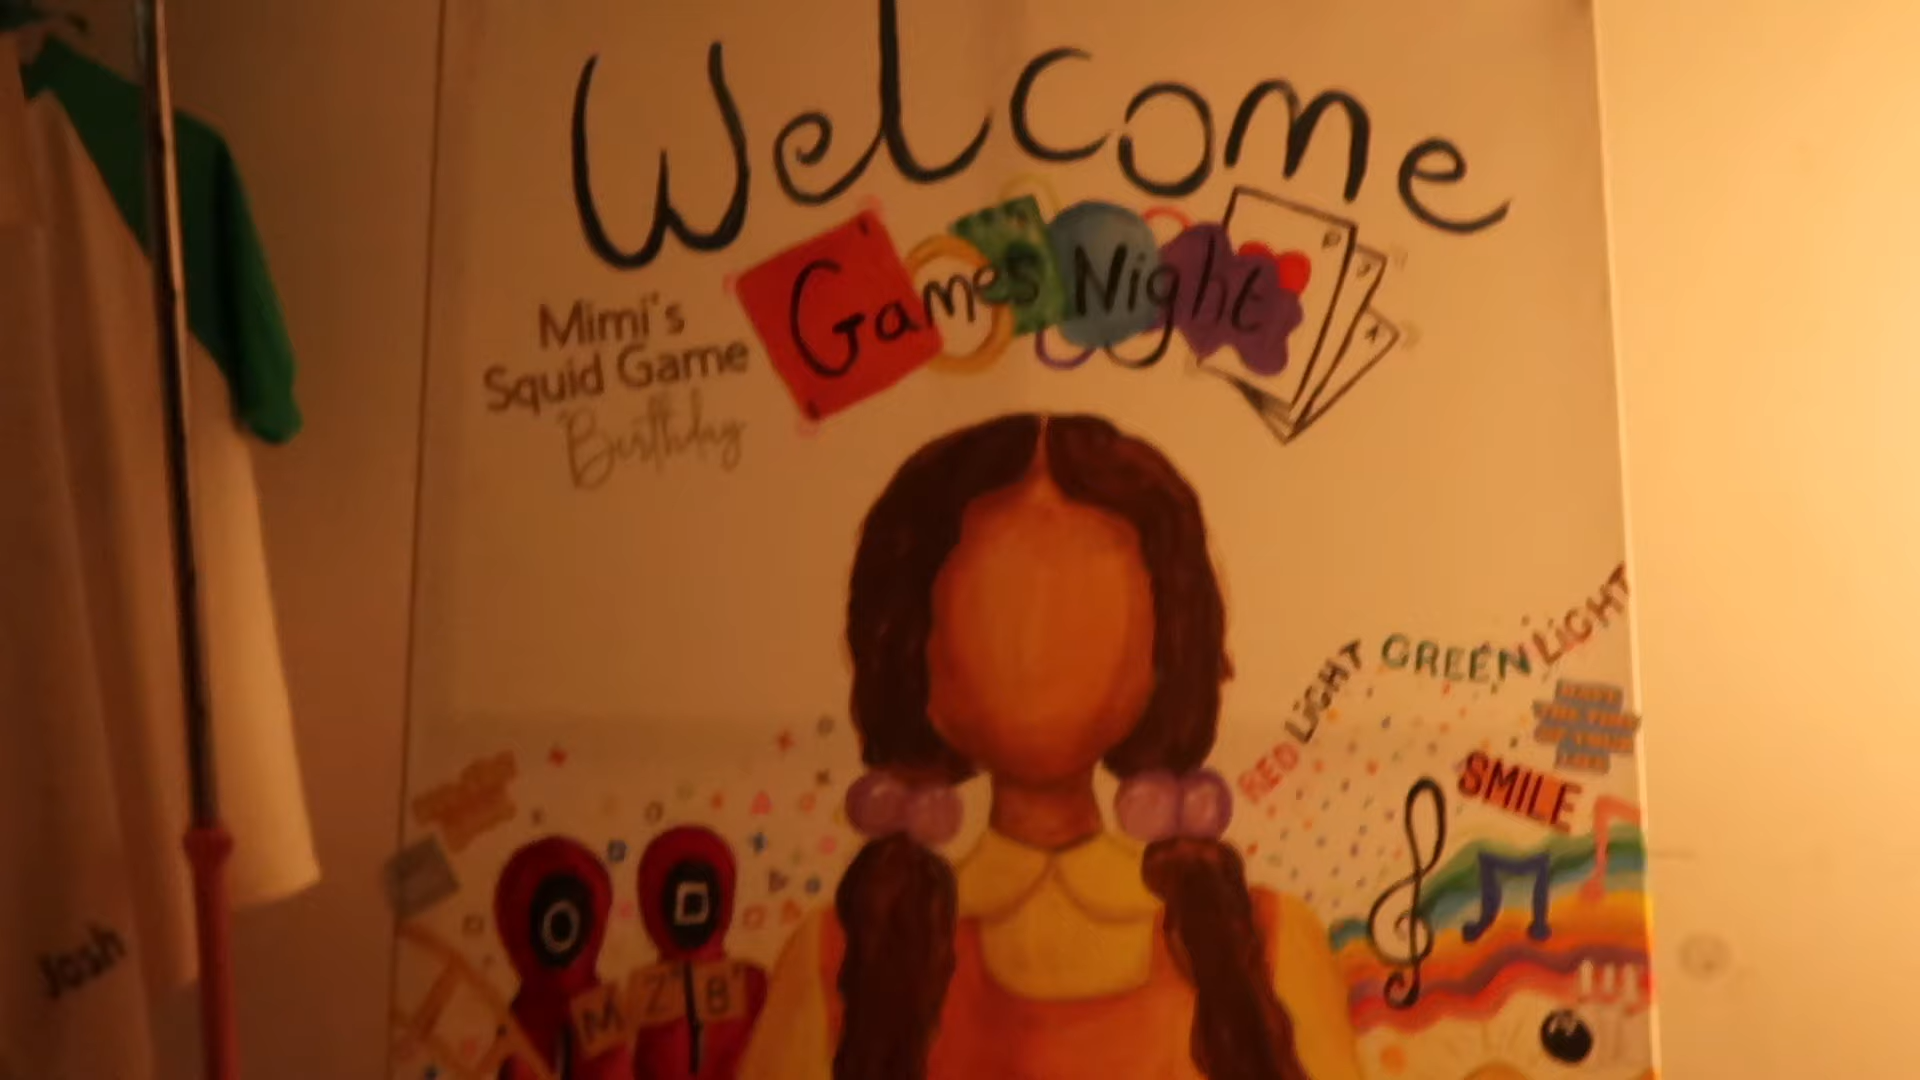 Welcome
Games Night
Mimi's
Squid Game
Birthday
RED LiGHT GREEN LiGHT
SMILE
M Z B
Josh